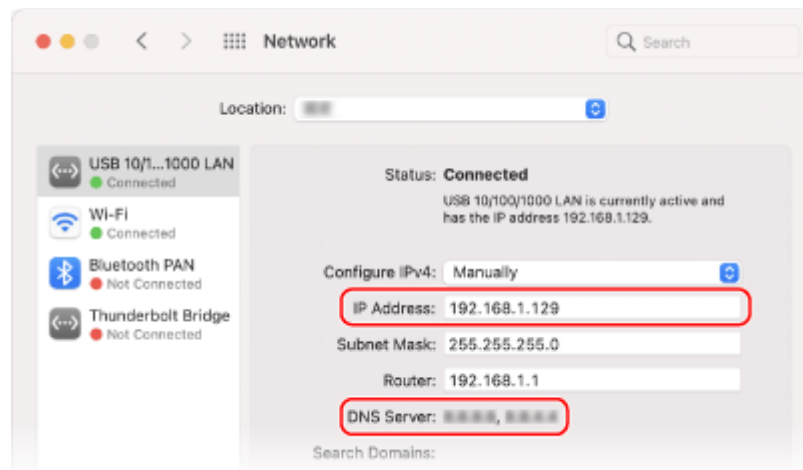 Network
Search
Location:
USB 10/1...1000 LAN
Connected
Wi-Fi
Connected
Bluetooth PAN
Not Connected
Thunderbolt Bridge
Not Connected
Status: Connected
USB 10/100/1000 LAN is currently active and
has the IP address 192.168.1.129.
Configure IPv4: Manually
IP Address: 192.168.1.129
Subnet Mask: 255.255.255.0
Router: 192.168.1.1
DNS Server:
Search Domains: